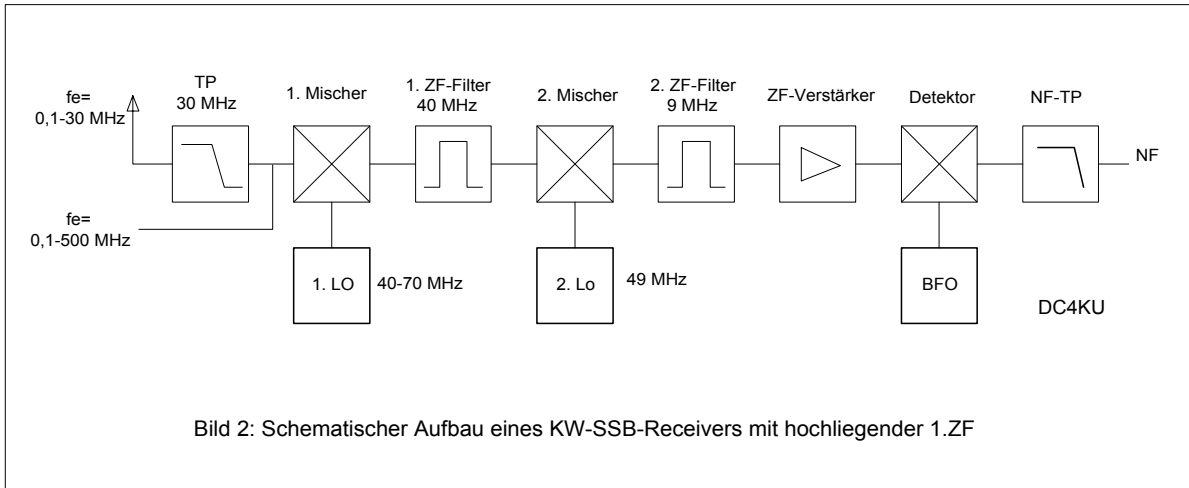 fe=
0,1-30 MHz
TP
30 MHz
1. Mischer
1. ZF-Filter
40 MHz
2. Mischer
2. ZF-Filter
9 MHz
ZF-Verstärker
Detektor
NF-TP
NF
fe=
0,1-500 MHz
1. LO
40-70 MHz
2. Lo
49 MHz
BFO
DC4KU
Bild 2: Schematischer Aufbau eines KW-SSB-Receivers mit hochliegender 1.ZF